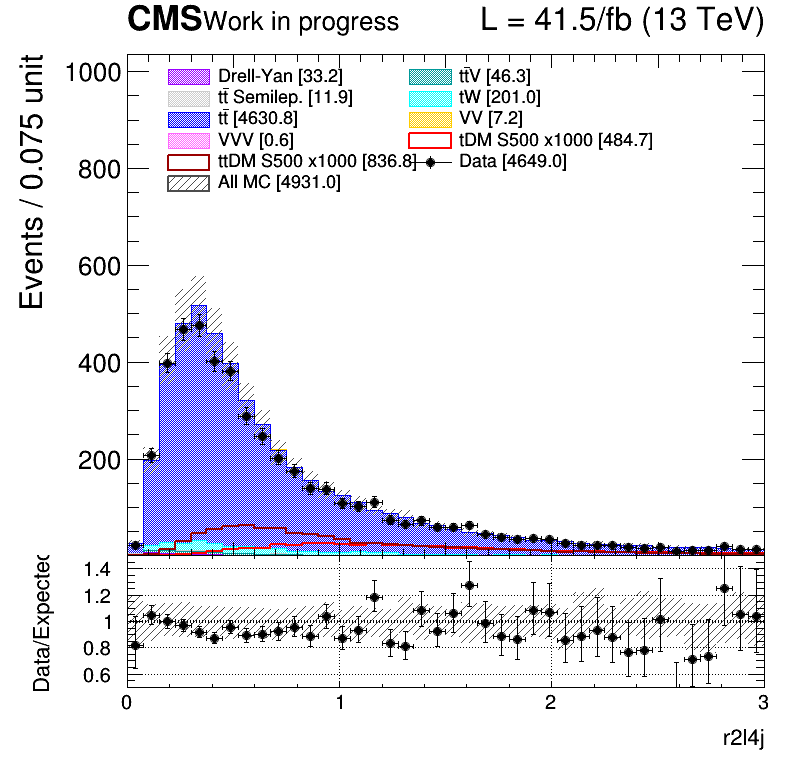 CMS Work in progress L = 41.5/fb (13 TeV)
Events / 0.075 unit
1000
800
600
400
200
Drell-Yan [33.2]
tt̄ Semilep. [11.9]
tt̄ [4630.8]
VVV [0.6]
ttDM S500 x1000 [836.8]
All MC [4931.0]
tt̄V [46.3]
tW [201.0]
VV [7.2]
tDM S500 x1000 [484.7]
Data [4649.0]
Data/Expected
1.4
1.2
1
0.8
0.6
0 1 2 3
r2l4j